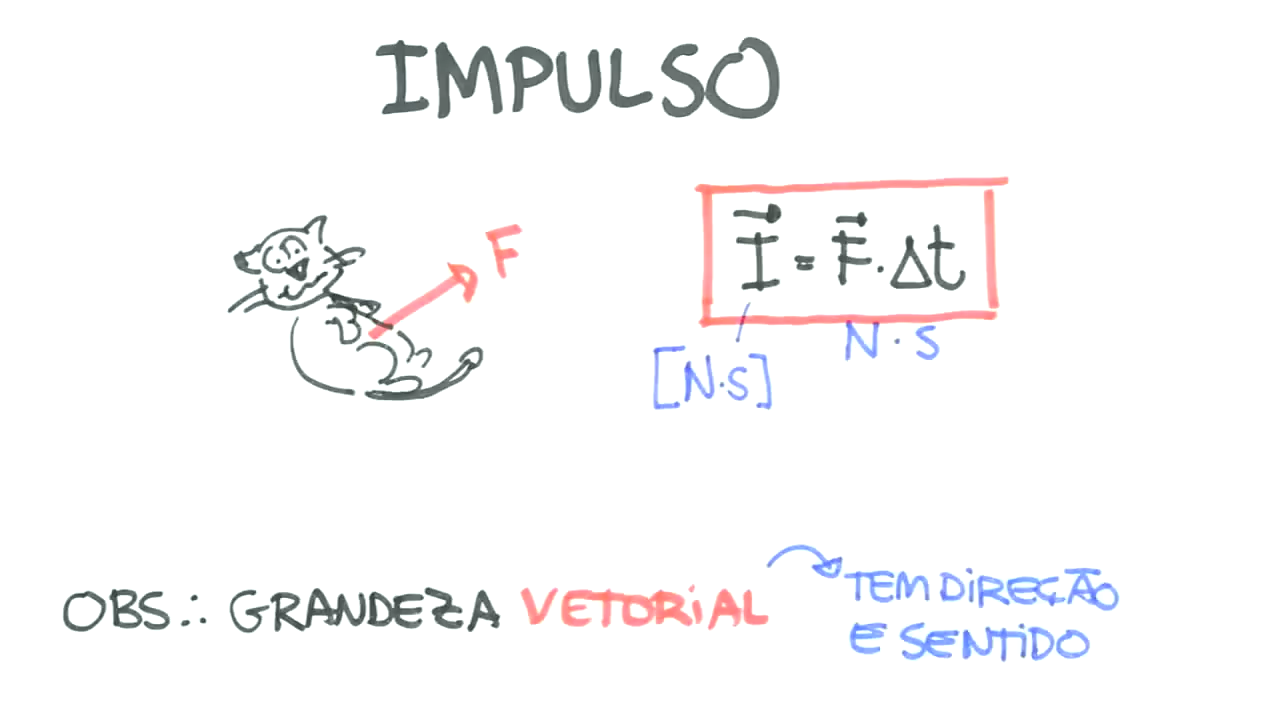 IMPULSO
F
I = F . Δt
[N.S]
N . S
OBS.: GRANDEZA VETORIAL
TEM DIREÇÃO
E SENTIDO